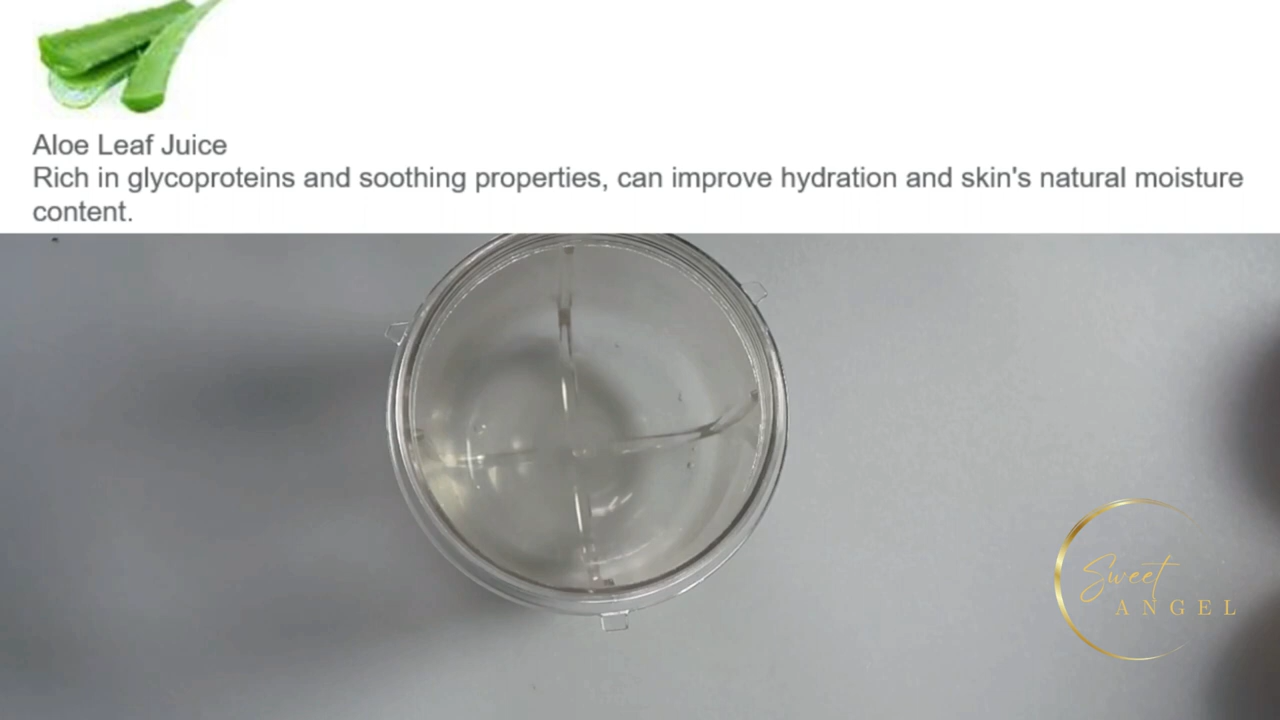 Aloe Leaf Juice
Rich in glycoproteins and soothing properties, can improve hydration and skin's natural moisture
content.
Sweet
ANGEL